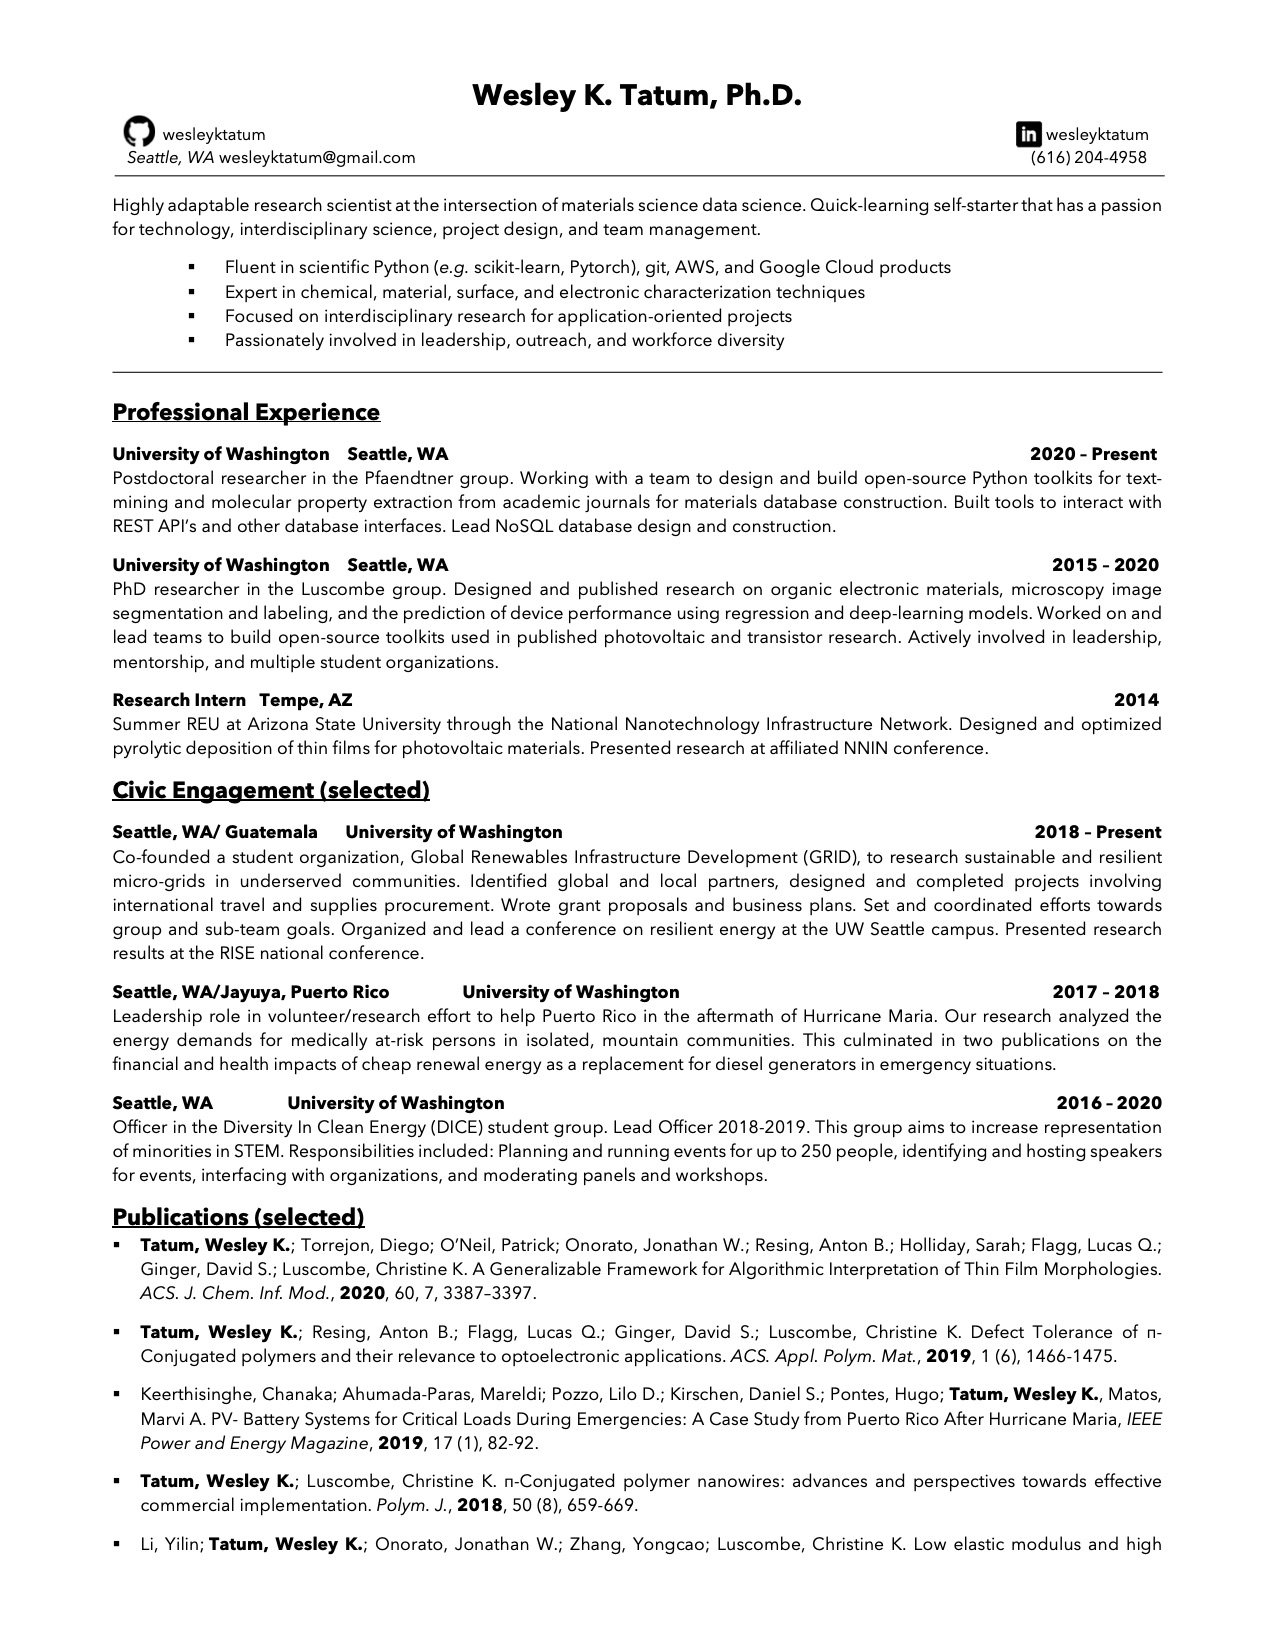 Wesley K. Tatum, Ph.D.
wesleyktatum
in wesleyktatum
Seattle, WA wesleyktatum@gmail.com
(616) 204-4958
Highly adaptable research scientist at the intersection of materials science data science. Quick-learning self-starter that has a passion
for technology, interdisciplinary science, project design, and team management.
▪ Fluent in scientific Python (e.g. scikit-learn, Pytorch), git, AWS, and Google Cloud products
▪ Expert in chemical, material, surface, and electronic characterization techniques
▪ Focused on interdisciplinary research for application-oriented projects
▪ Passionately involved in leadership, outreach, and workforce diversity
Professional Experience
University of Washington Seattle, WA 2020 – Present
Postdoctoral researcher in the Pfaendtner group. Working with a team to design and build open-source Python toolkits for text-
mining and molecular property extraction from academic journals for materials database construction. Built tools to interact with
REST API’s and other database interfaces. Lead NoSQL database design and construction.
University of Washington Seattle, WA 2015 – 2020
PhD researcher in the Luscombe group. Designed and published research on organic electronic materials, microscopy image
segmentation and labeling, and the prediction of device performance using regression and deep-learning models. Worked on and
lead teams to build open-source toolkits used in published photovoltaic and transistor research. Actively involved in leadership,
mentorship, and multiple student organizations.
Research Intern Tempe, AZ 2014
Summer REU at Arizona State University through the National Nanotechnology Infrastructure Network. Designed and optimized
pyrolytic deposition of thin films for photovoltaic materials. Presented research at affiliated NNIN conference.
Civic Engagement (selected)
Seattle, WA/ Guatemala University of Washington 2018 – Present
Co-founded a student organization, Global Renewables Infrastructure Development (GRID), to research sustainable and resilient
micro-grids in underserved communities. Identified global and local partners, designed and completed projects involving
international travel and supplies procurement. Wrote grant proposals and business plans. Set and coordinated efforts towards
group and sub-team goals. Organized and lead a conference on resilient energy at the UW Seattle campus. Presented research
results at the RISE national conference.
Seattle, WA/Jayuya, Puerto Rico University of Washington 2017 – 2018
Leadership role in volunteer/research effort to help Puerto Rico in the aftermath of Hurricane Maria. Our research analyzed the
energy demands for medically at-risk persons in isolated, mountain communities. This culminated in two publications on the
financial and health impacts of cheap renewal energy as a replacement for diesel generators in emergency situations.
Seattle, WA University of Washington 2016 – 2020
Officer in the Diversity In Clean Energy (DICE) student group. Lead Officer 2018-2019. This group aims to increase representation
of minorities in STEM. Responsibilities included: Planning and running events for up to 250 people, identifying and hosting speakers
for events, interfacing with organizations, and moderating panels and workshops.
Publications (selected)
▪ Tatum, Wesley K.; Torrejon, Diego; O’Neil, Patrick; Onorato, Jonathan W.; Resing, Anton B.; Holliday, Sarah; Flagg, Lucas Q.;
Ginger, David S.; Luscombe, Christine K. A Generalizable Framework for Algorithmic Interpretation of Thin Film Morphologies.
ACS. J. Chem. Inf. Mod., 2020, 60, 7, 3387–3397.
▪ Tatum, Wesley K.; Resing, Anton B.; Flagg, Lucas Q.; Ginger, David S.; Luscombe, Christine K. Defect Tolerance of п-
Conjugated polymers and their relevance to optoelectronic applications. ACS. Appl. Polym. Mat., 2019, 1 (6), 1466-1475.
▪ Keerthisinghe, Chanaka; Ahumada-Paras, Mareldi; Pozzo, Lilo D.; Kirschen, Daniel S.; Pontes, Hugo; Tatum, Wesley K., Matos,
Marvi A. PV- Battery Systems for Critical Loads During Emergencies: A Case Study from Puerto Rico After Hurricane Maria, IEEE
Power and Energy Magazine, 2019, 17 (1), 82-92.
▪ Tatum, Wesley K.; Luscombe, Christine K. п-Conjugated polymer nanowires: advances and perspectives towards effective
commercial implementation. Polym. J., 2018, 50 (8), 659-669.
▪ Li, Yilin; Tatum, Wesley K.; Onorato, Jonathan W.; Zhang, Yongcao; Luscombe, Christine K. Low elastic modulus and high